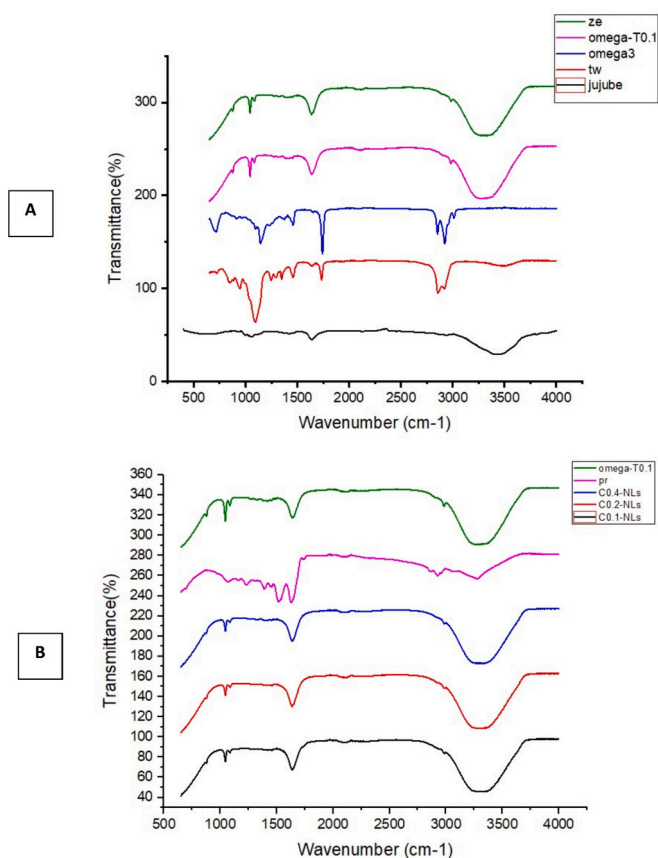 ze
omega-T0.1
omega3
tw
jujube
A
Transmittance(%)
300
200
100
0
500 1000 1500 2000 2500 3000 3500 4000
Wavenumber (cm-1)
omega-T0.1
pr
C0.4-NLs
C0.2-NLs
C0.1-NLs
B
Transmittance(%)
360
340
320
300
280
260
240
220
200
180
160
140
120
100
80
60
40
500 1000 1500 2000 2500 3000 3500 4000
Wavenumber (cm-1)